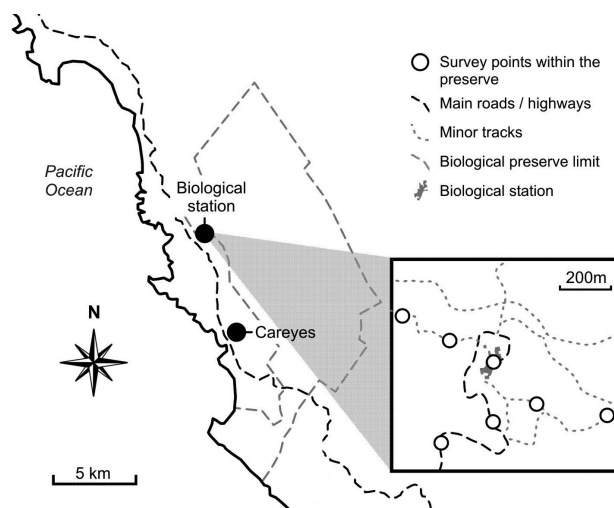 Pacific
Ocean
Biological
station
Careyes
N
5 km
Survey points within the
preserve
Main roads / highways
Minor tracks
Biological preserve limit
Biological station
200m